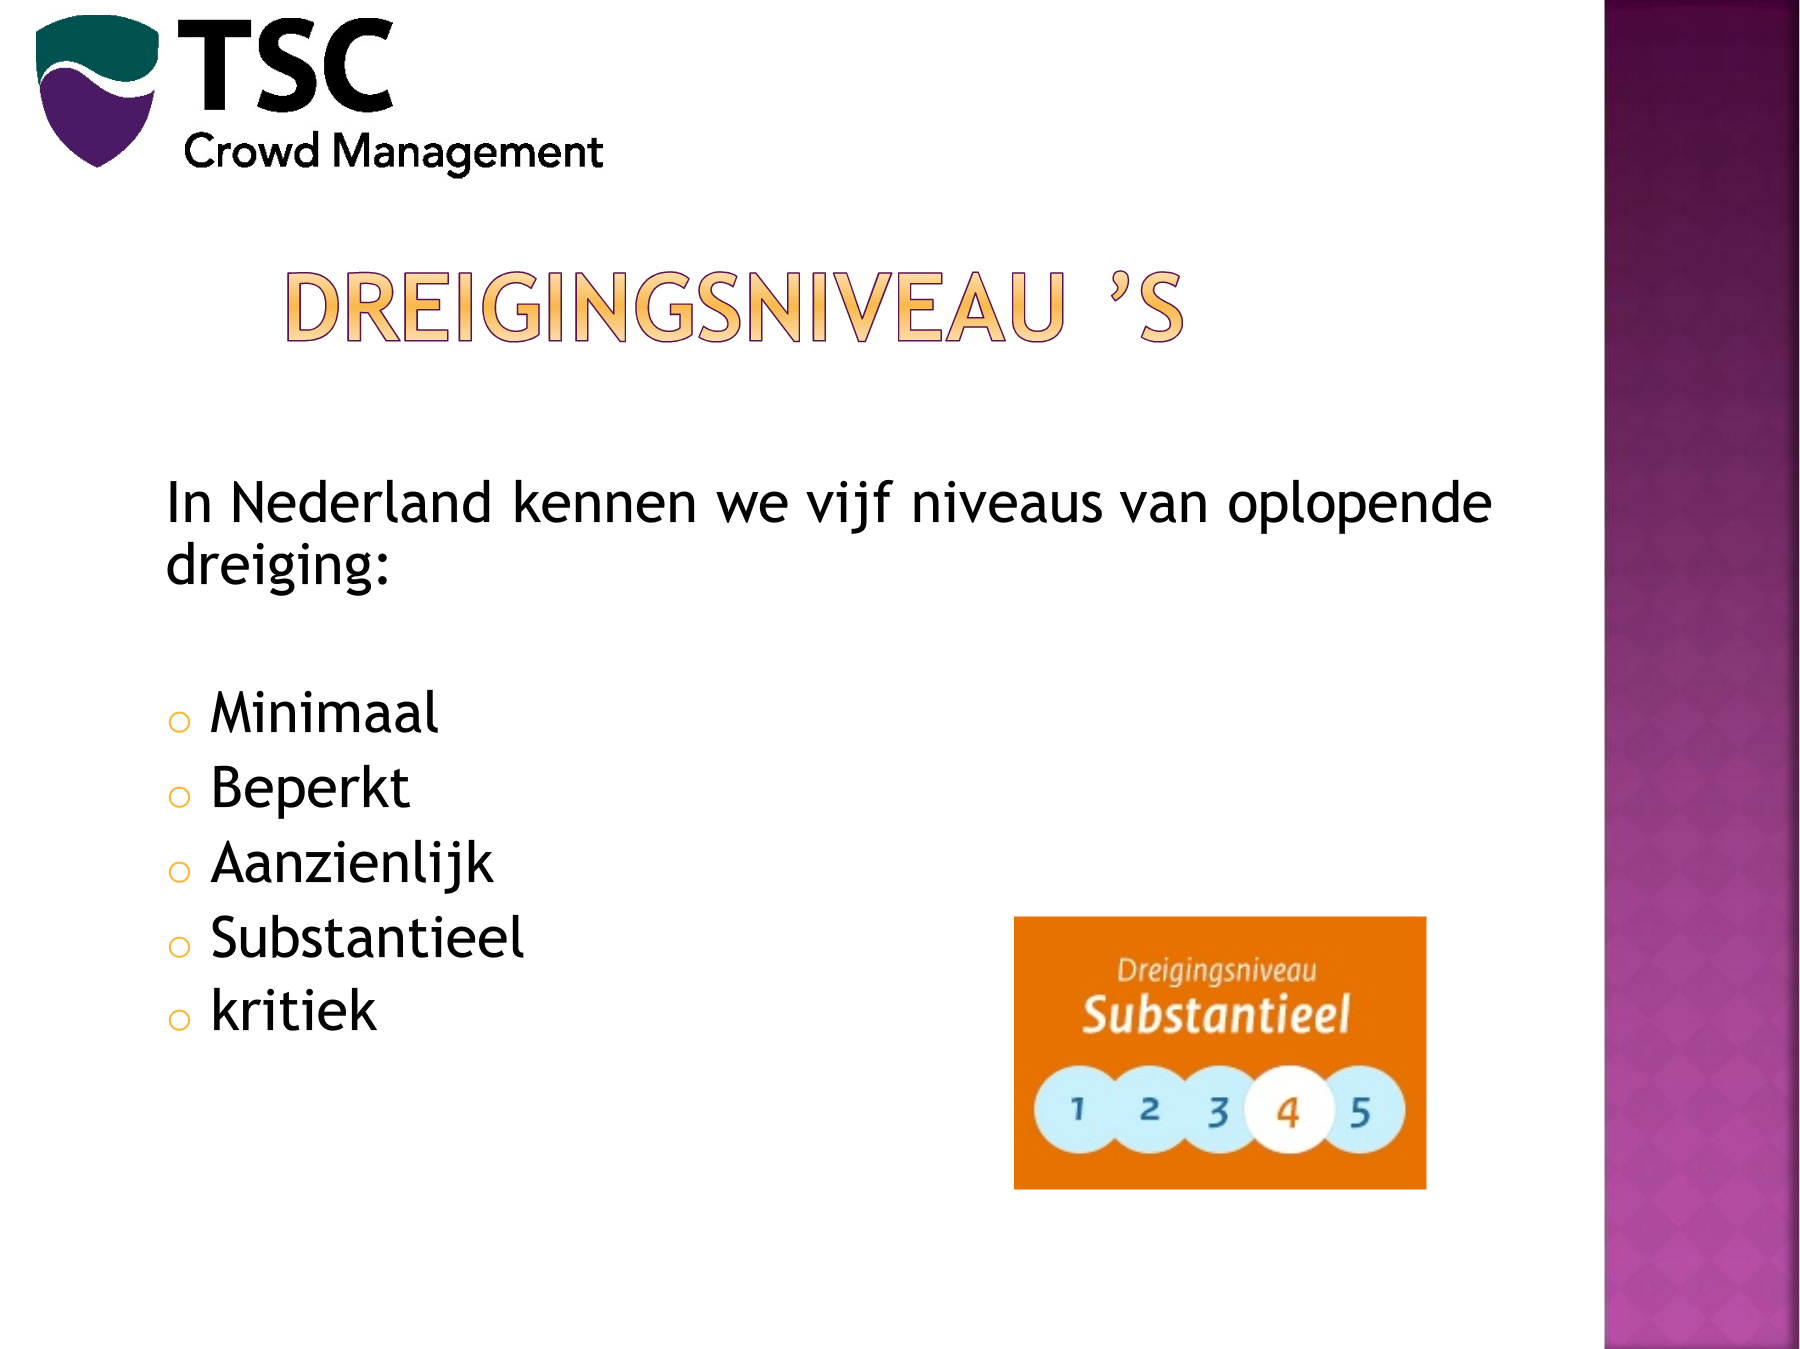 TSC
Crowd Management
DREIGINGSNIVEAU ’S
In Nederland kennen we vijf niveaus van oplopende
dreiging:
o Minimaal
o Beperkt
o Aanzienlijk
o Substantieel
o kritiek
Dreigingsniveau
Substantieel
1 2 3 4 5